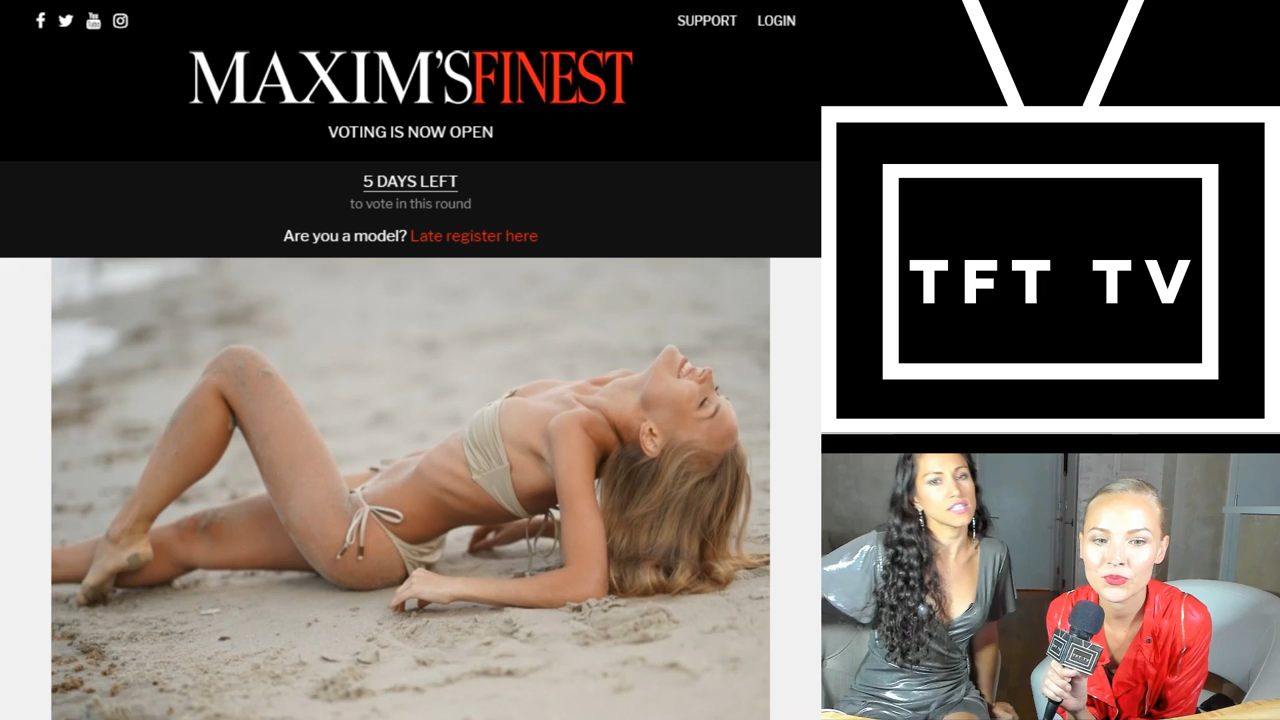 SUPPORT LOGIN
MAXIM'SFINEST
VOTING IS NOW OPEN
5 DAYS LEFT
to vote in this round
Are you a model? Late register here
TFT TV